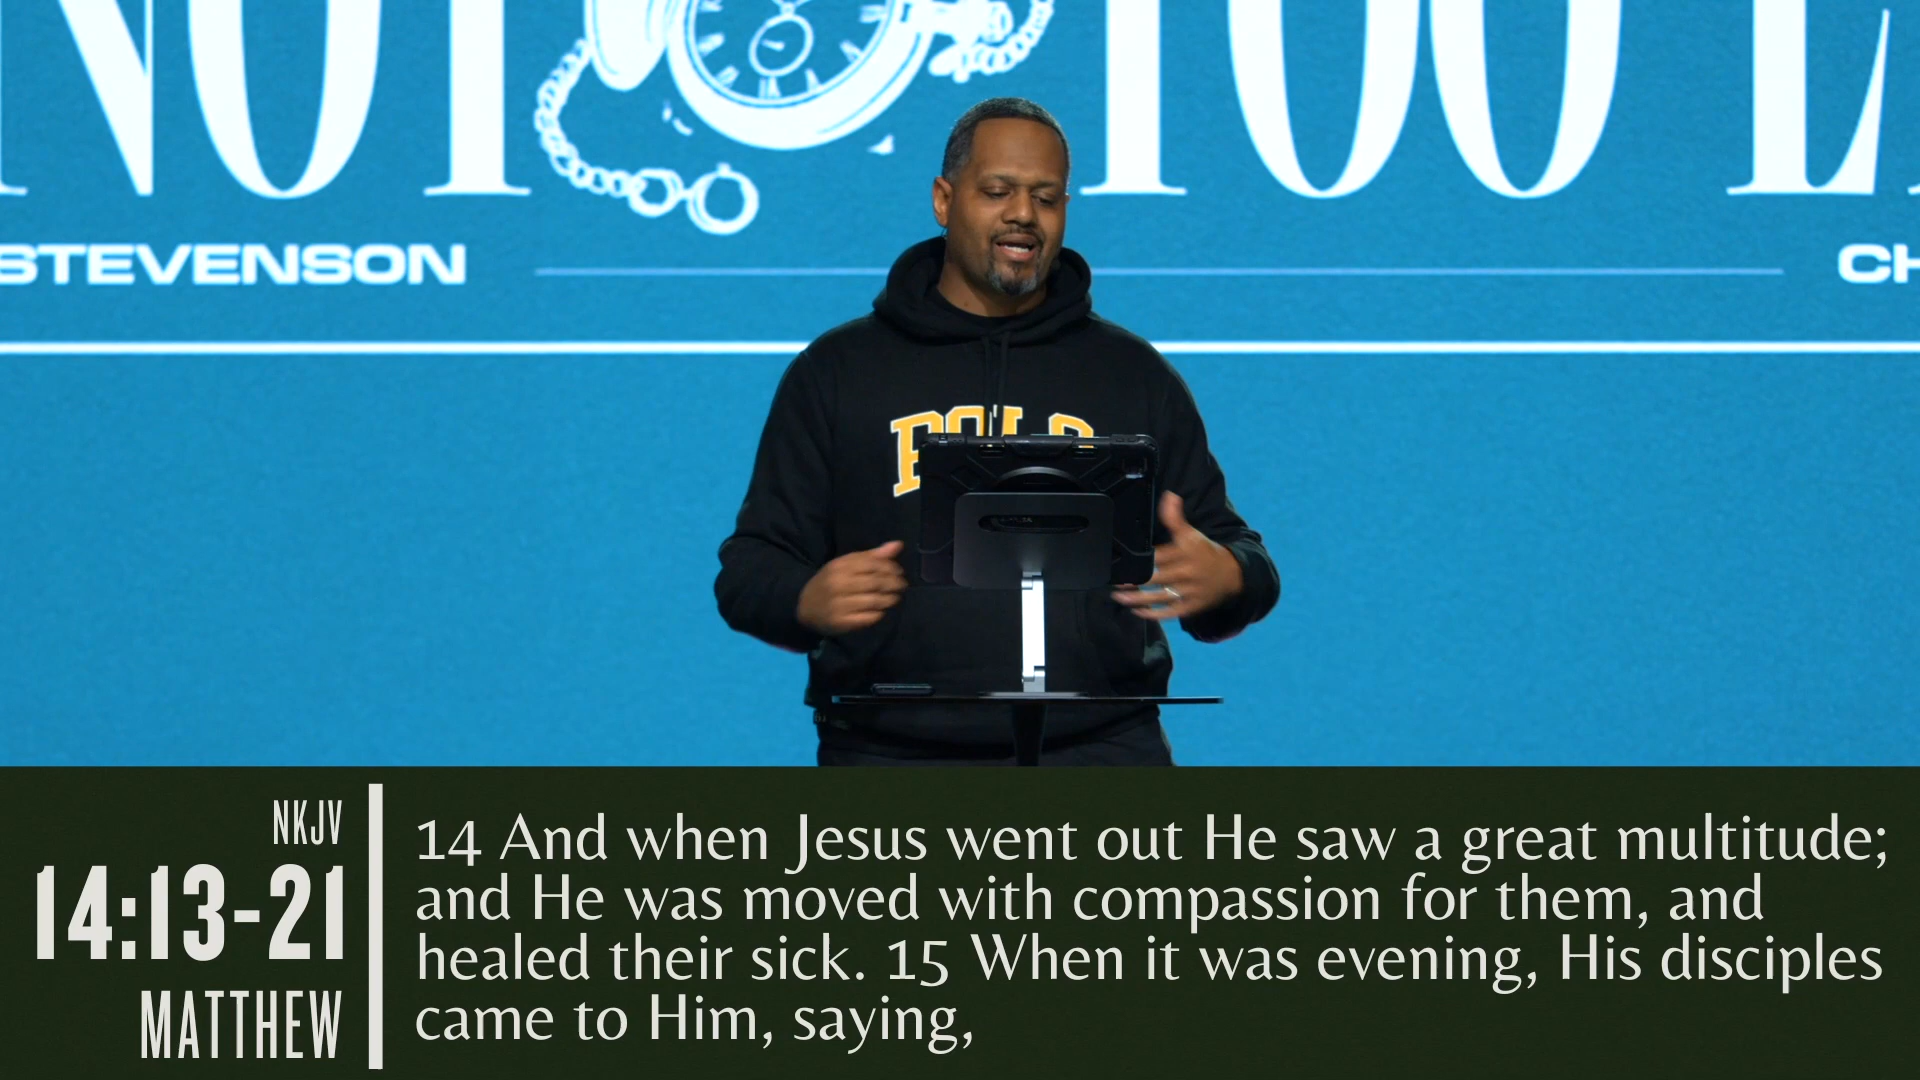 NOT TOO L
STEVENSON
CH
POLO
NKJV
14:13-21
MATTHEW
14 And when Jesus went out He saw a great multitude;
and He was moved with compassion for them, and
healed their sick. 15 When it was evening, His disciples
came to Him, saying,